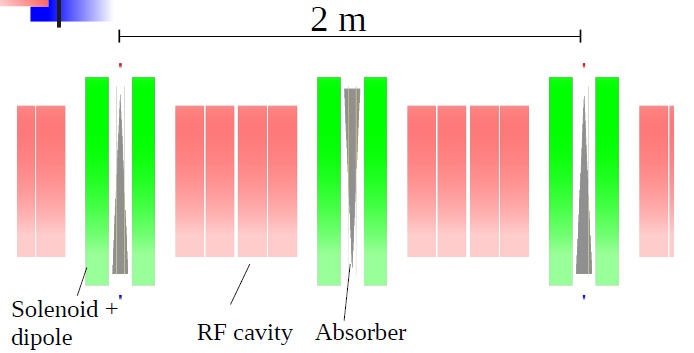 2 m
Solenoid +
dipole
RF cavity
Absorber